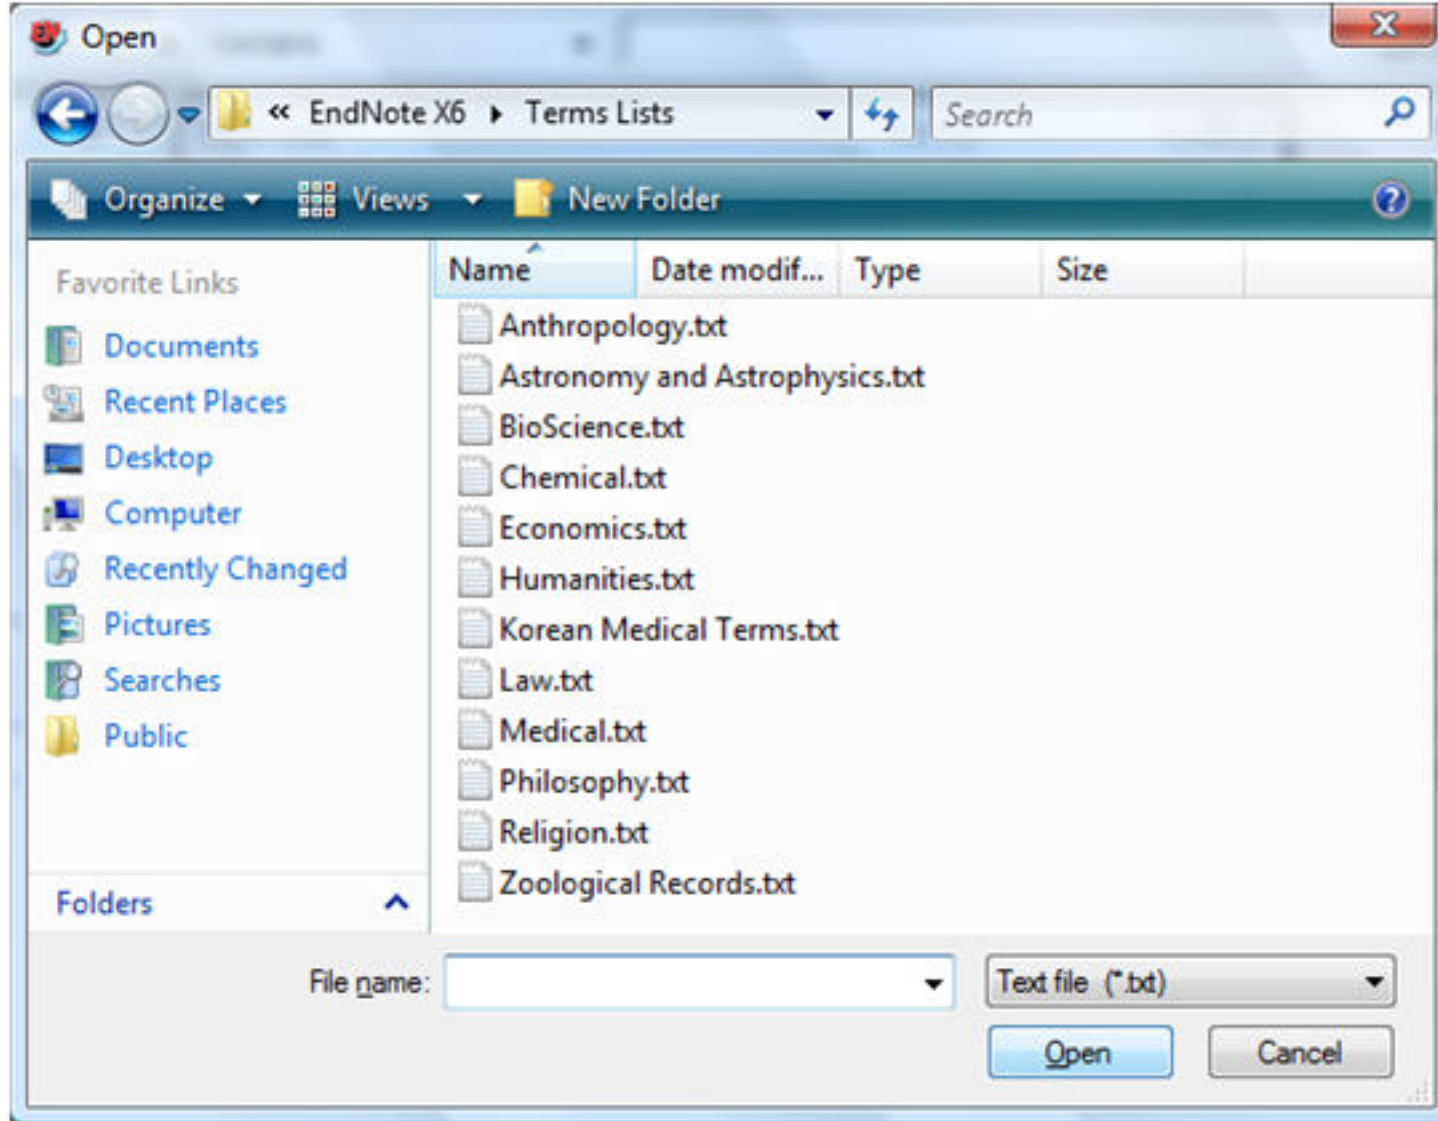 Open
« EndNote X6 Terms Lists Search
Organize Views New Folder
Favorite Links
Documents
Recent Places
Desktop
Computer
Recently Changed
Pictures
Searches
Public
Folders
Name Date modif... Type Size
Anthropology.txt
Astronomy and Astrophysics.txt
BioScience.txt
Chemical.txt
Economics.txt
Humanities.txt
Korean Medical Terms.txt
Law.txt
Medical.txt
Philosophy.txt
Religion.txt
Zoological Records.txt
File name: Text file (*.txt)
Open Cancel